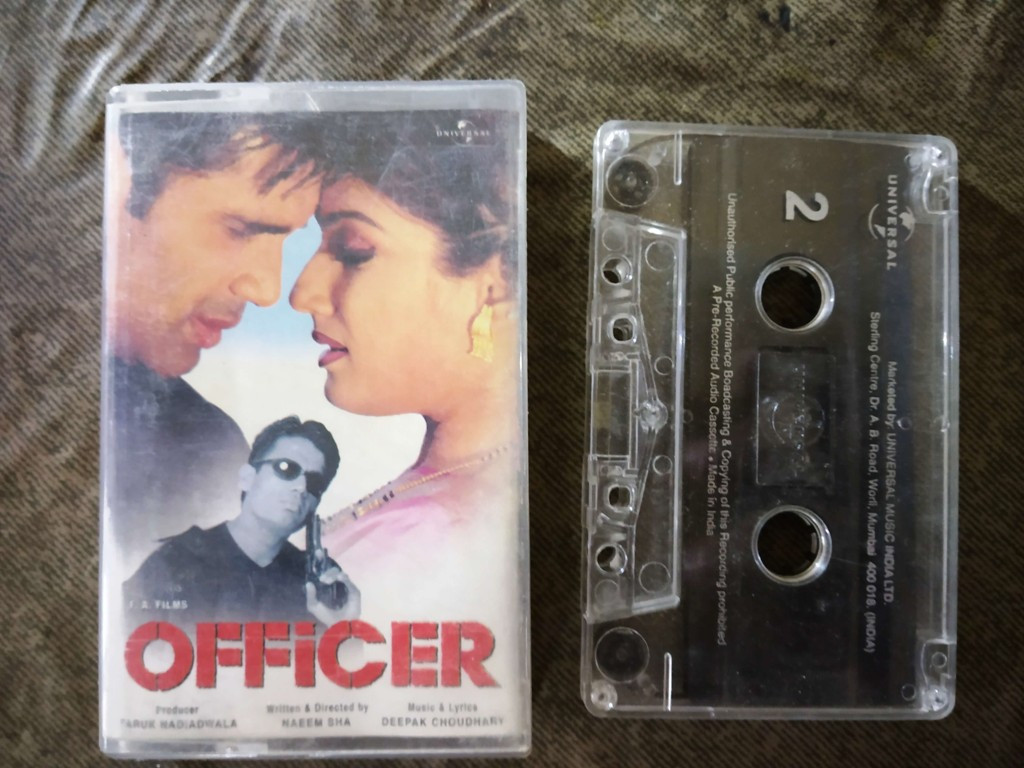 UNIVERSAL
F. A. FILMS
OFFiCER
Producer
FARUK NADIADWALA
Written & Directed by
NAEEM SHA
Music & Lyrics
DEEPAK CHOUDHARY
UNIVERSAL
Marketed by: UNIVERSAL MUSIC INDIA LTD.
Sterling Centre, Dr. A. B. Road, Worli, Mumbai 400 018. (INDIA)
2
Unauthorised Public performance Boadcasting & Copying of this Recording prohibited
A Pre-Recorded Audio Cassette • Made in India